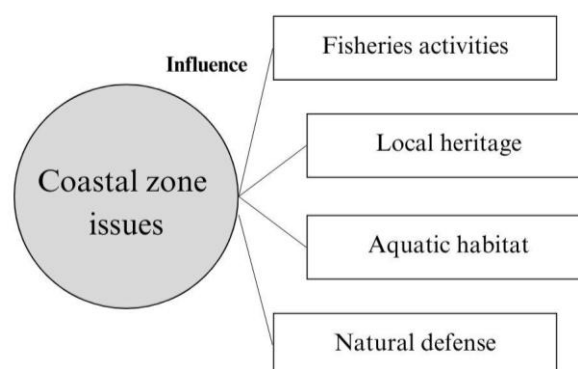 Influence
Fisheries activities
Coastal zone
issues
Local heritage
Aquatic habitat
Natural defense